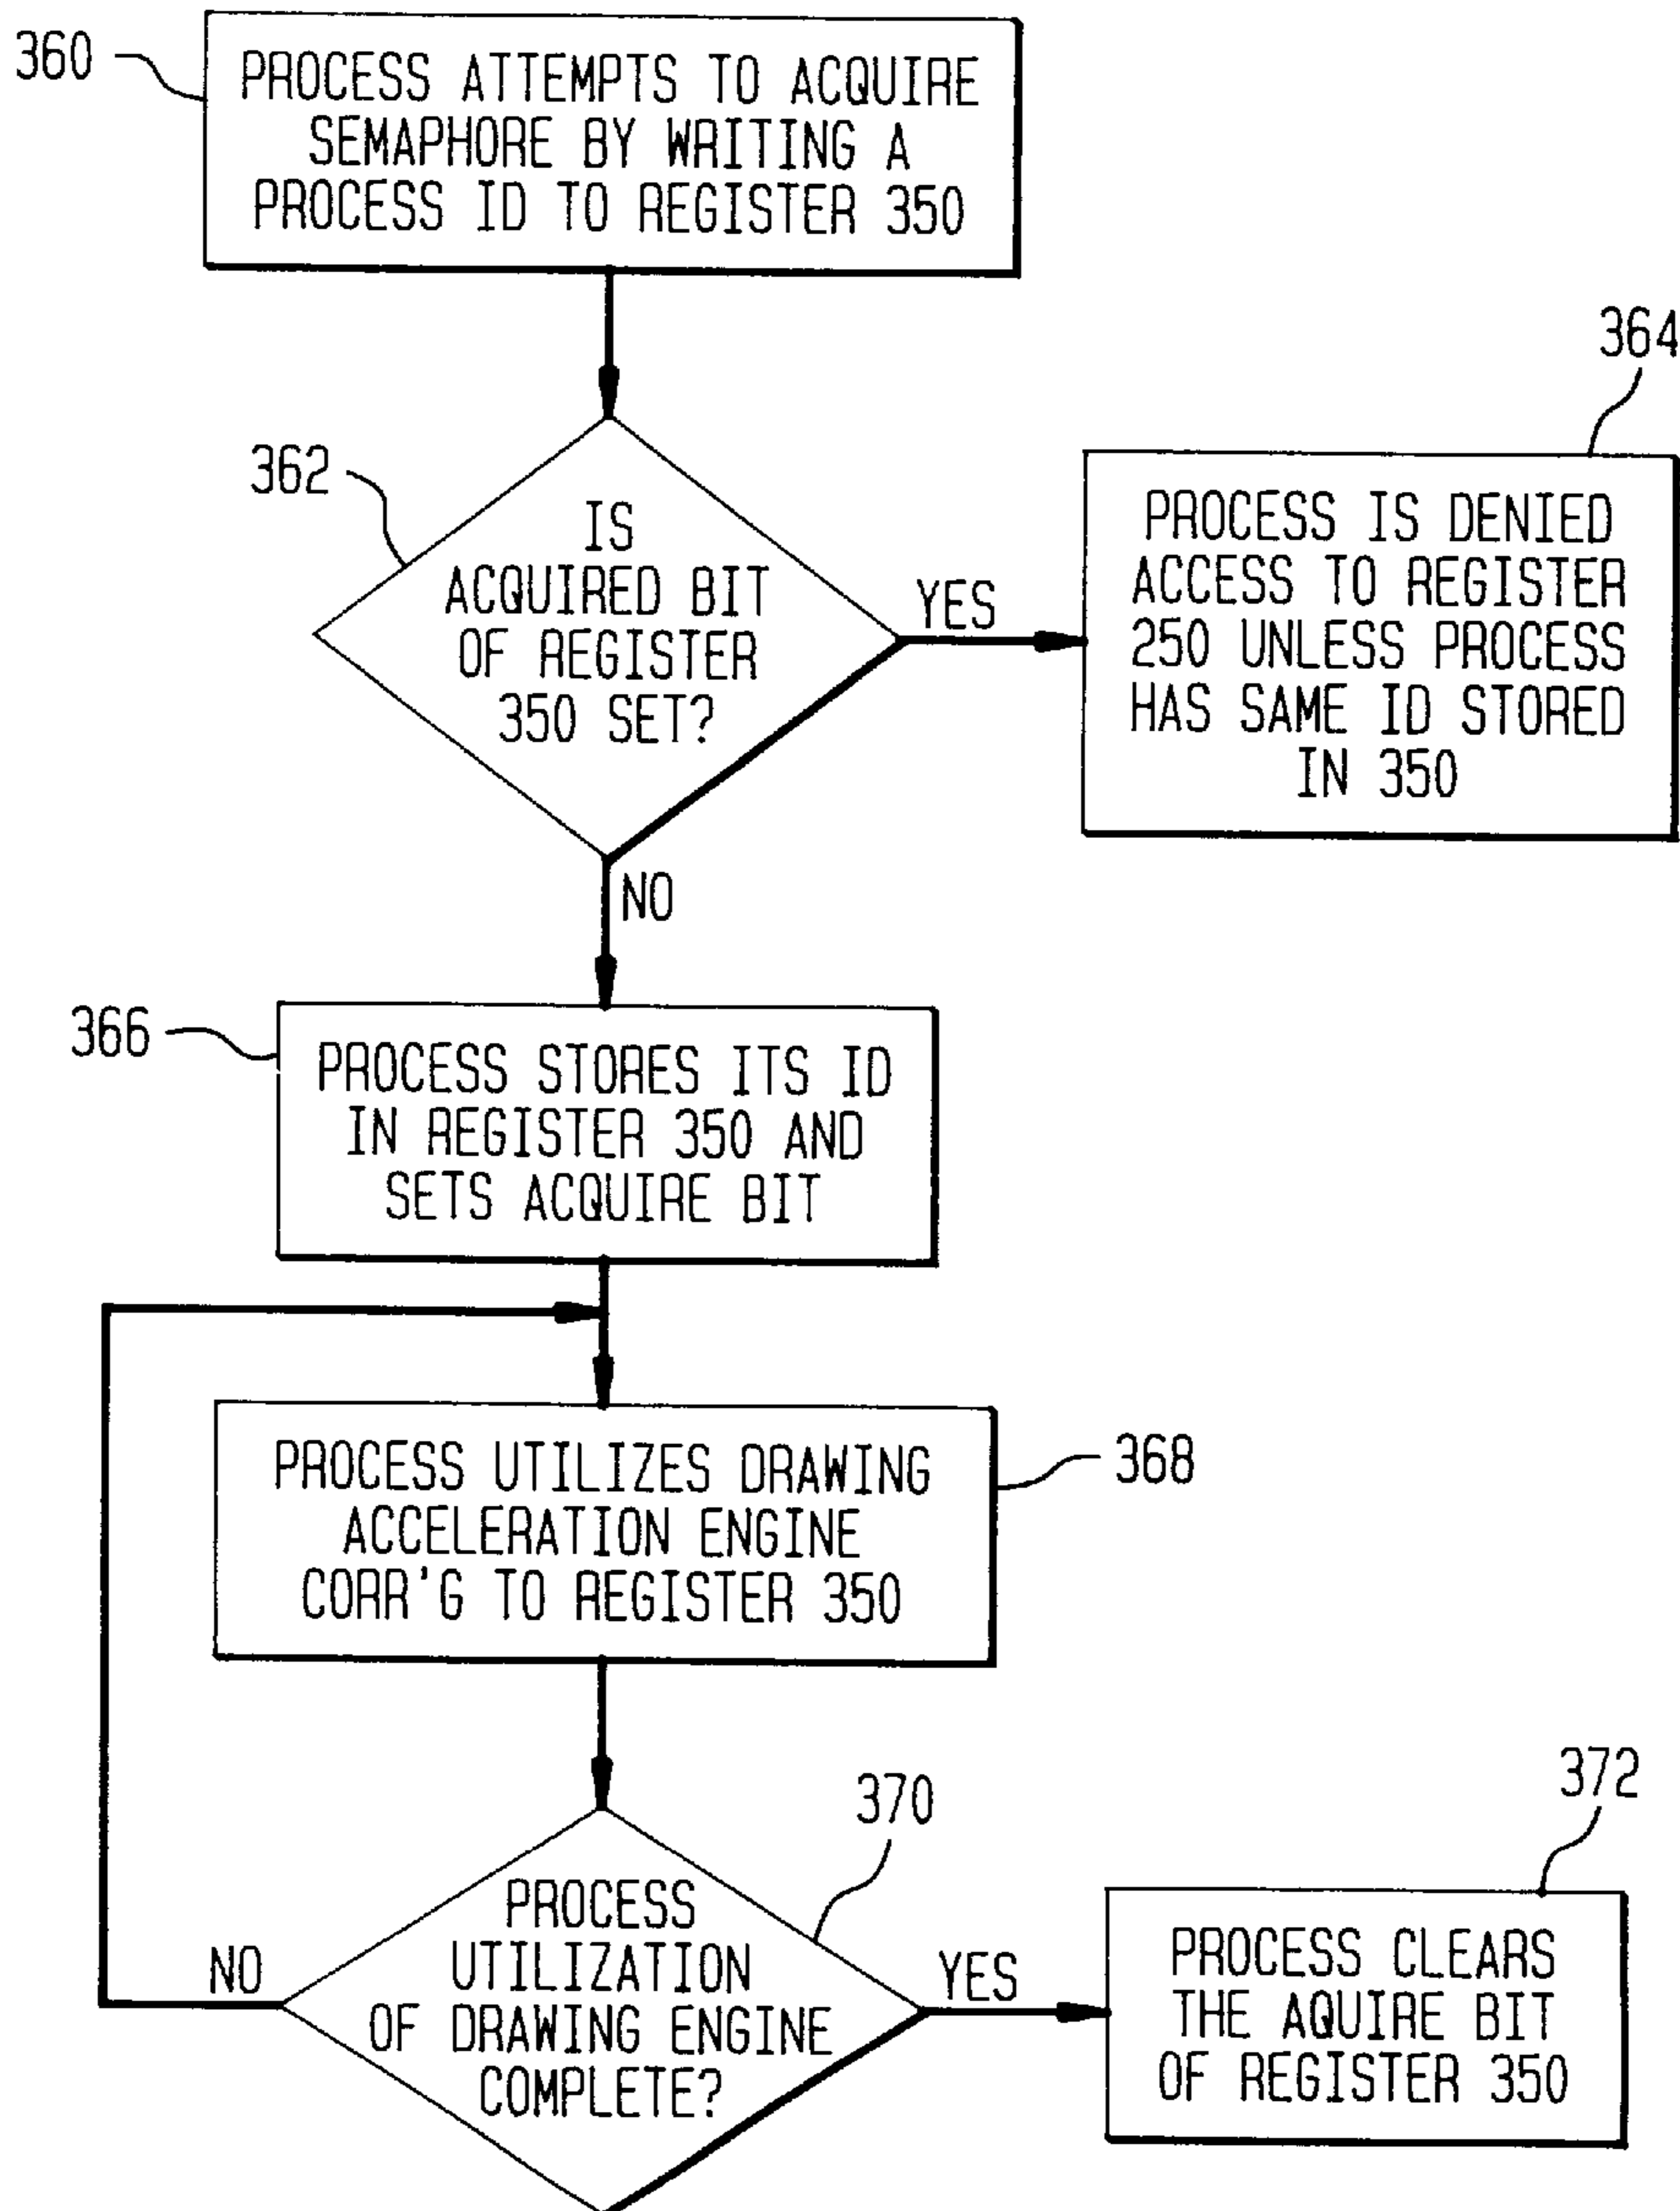 360
PROCESS ATTEMPTS TO ACQUIRE
SEMAPHORE BY WRITING A
PROCESS ID TO REGISTER 350
362
IS
ACQUIRED BIT
OF REGISTER
350 SET?
YES
364
PROCESS IS DENIED
ACCESS TO REGISTER
250 UNLESS PROCESS
HAS SAME ID STORED
IN 350
NO
366
PROCESS STORES ITS ID
IN REGISTER 350 AND
SETS ACQUIRE BIT
368
PROCESS UTILIZES DRAWING
ACCELERATION ENGINE
CORR'G TO REGISTER 350
370
PROCESS
UTILIZATION
OF DRAWING ENGINE
COMPLETE?
NO
YES
372
PROCESS CLEARS
THE AQUIRE BIT
OF REGISTER 350